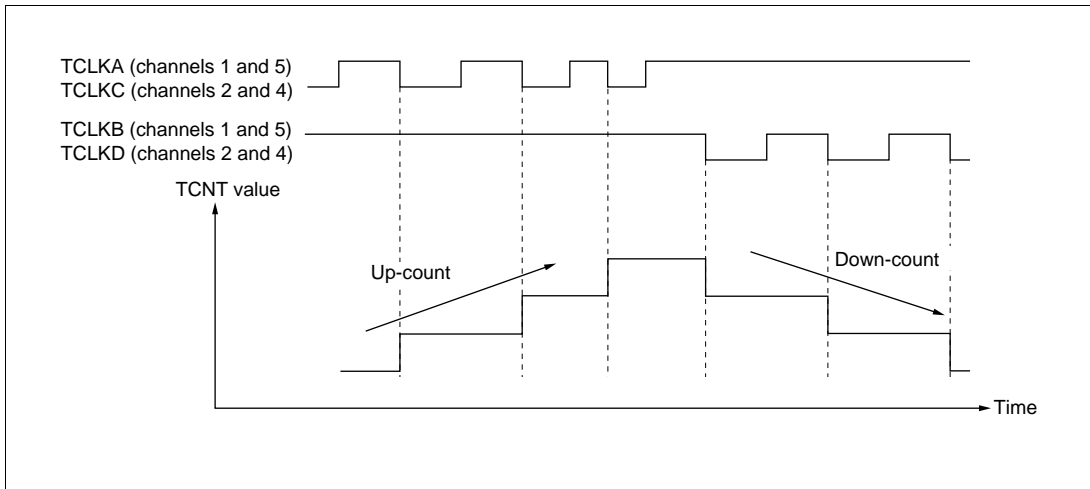 TCLKA (channels 1 and 5)
TCLKC (channels 2 and 4)
TCLKB (channels 1 and 5)
TCLKD (channels 2 and 4)
TCNT value
Up-count
Down-count
Time